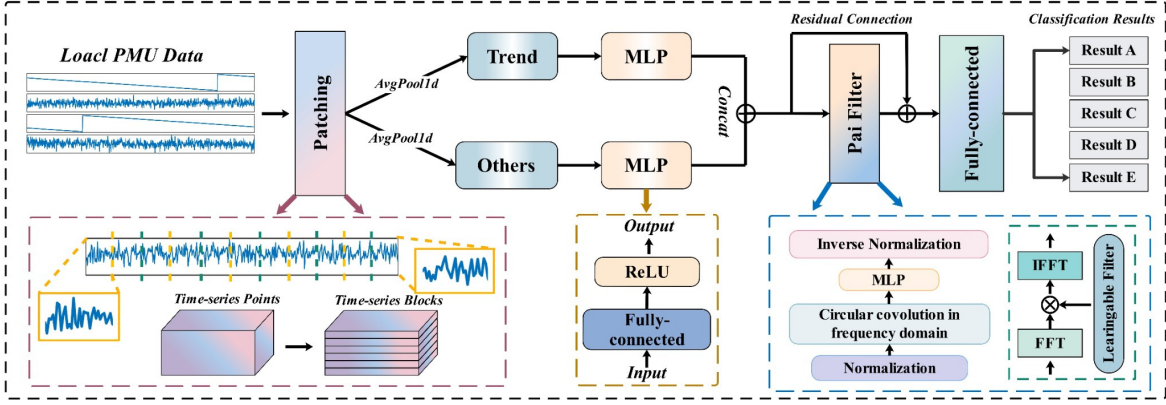 Loacl PMU Data
Patching
AvgPool1d
AvgPool1d
Trend
Others
MLP
MLP
Concat
Residual Connection
Pai Filter
Fully-connected
Classification Results
Result A
Result B
Result C
Result D
Result E
Time-series Points
Time-series Blocks
Output
ReLU
Fully-
connected
Input
Inverse Normalization
MLP
Circular covolution in
frequency domain
Normalization
IFFT
FFT
Learingable Filter